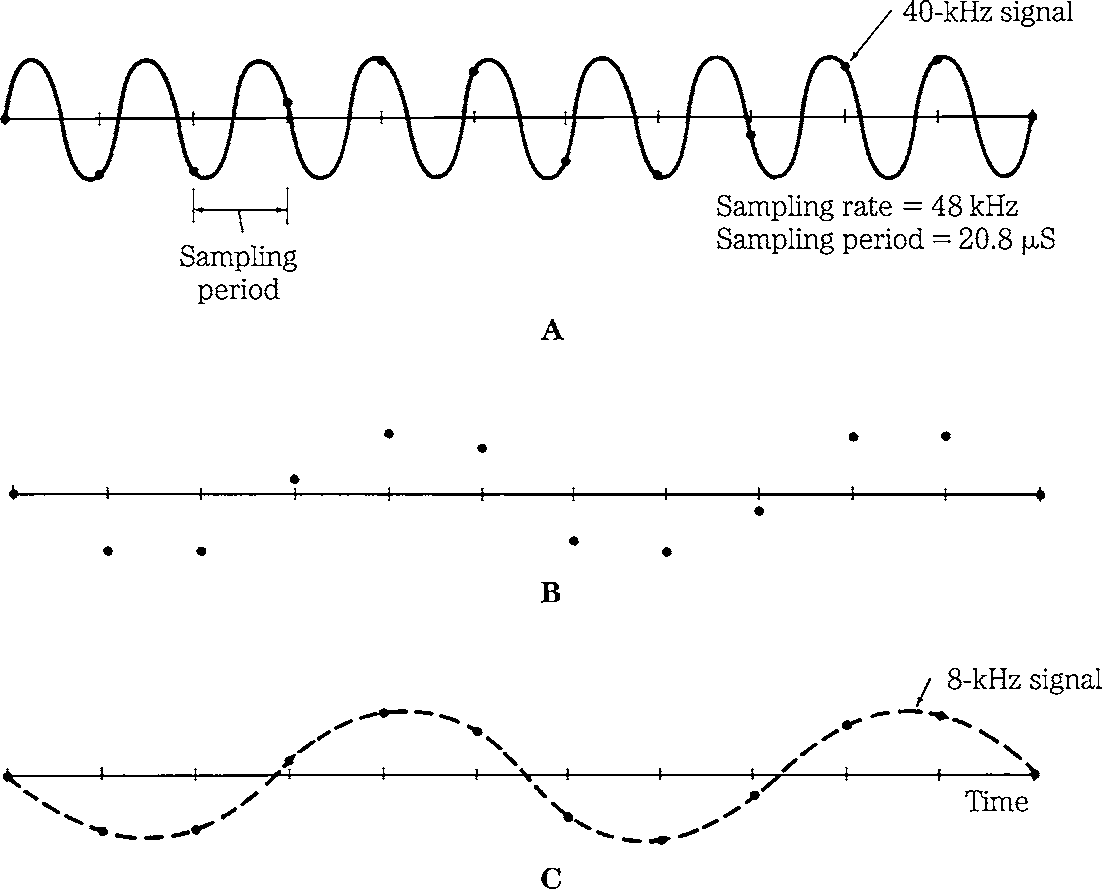 40-kHz signal
Sampling rate = 48 kHz
Sampling period = 20.8 μS
Sampling
period
A
B
8-kHz signal
Time
C